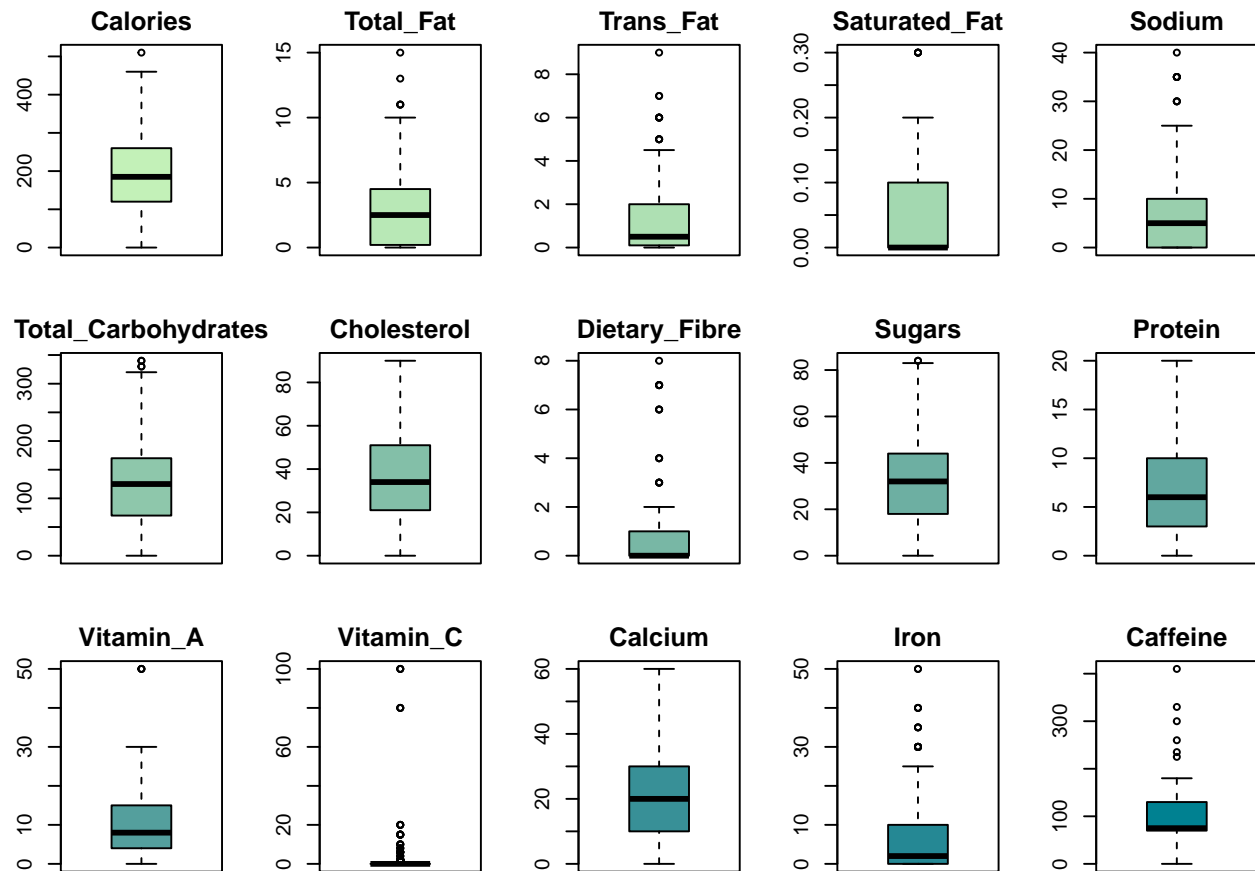 Calories Total_Fat Trans_Fat Saturated_Fat Sodium
0 200 400
0 5 10 15
0 2 4 6 8
0.00 0.10 0.20 0.30
0 10 20 30 40
Total_Carbohydrates Cholesterol Dietary_Fibre Sugars Protein
0 100 200 300
0 20 40 60 80
0 2 4 6 8
0 20 40 60 80
0 5 10 15 20
Vitamin_A Vitamin_C Calcium Iron Caffeine
0 10 30 50
0 20 60 100
0 20 40 60
0 10 30 50
0 100 300